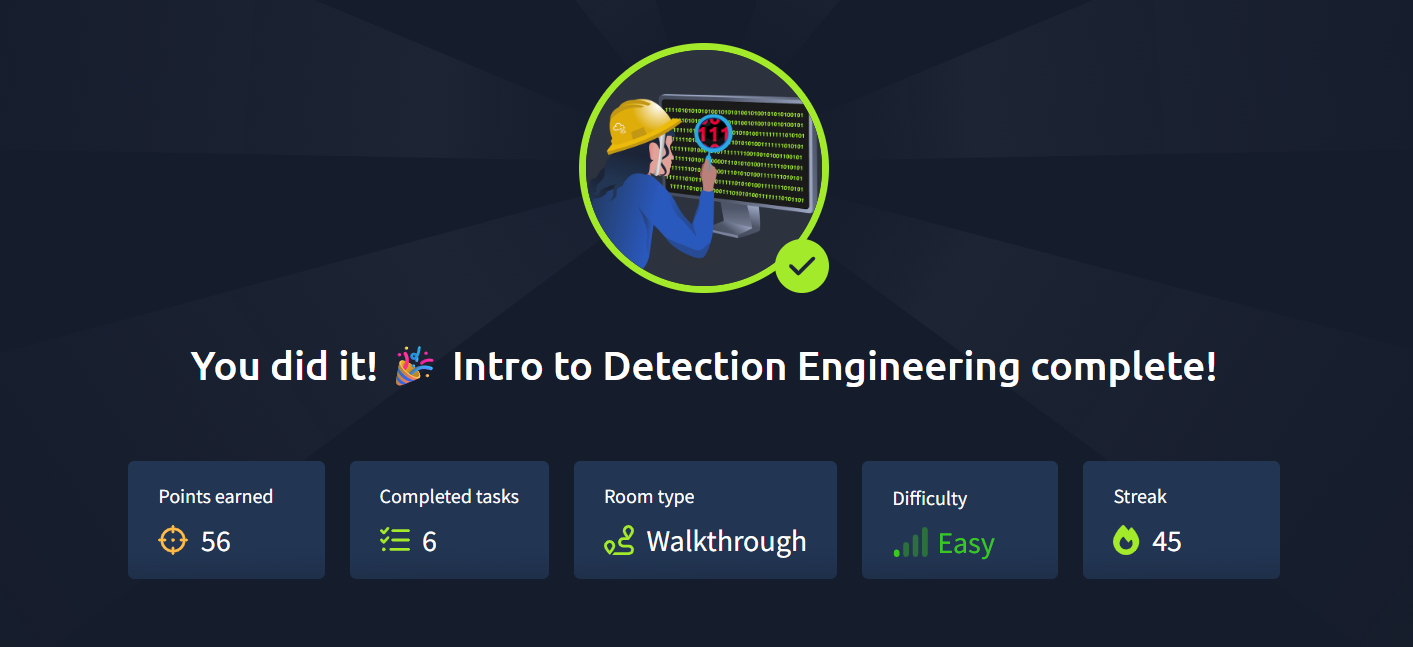 You did it! 🎉 Intro to Detection Engineering complete!
Points earned
56
Completed tasks
6
Room type
Walkthrough
Difficulty
Easy
Streak
45